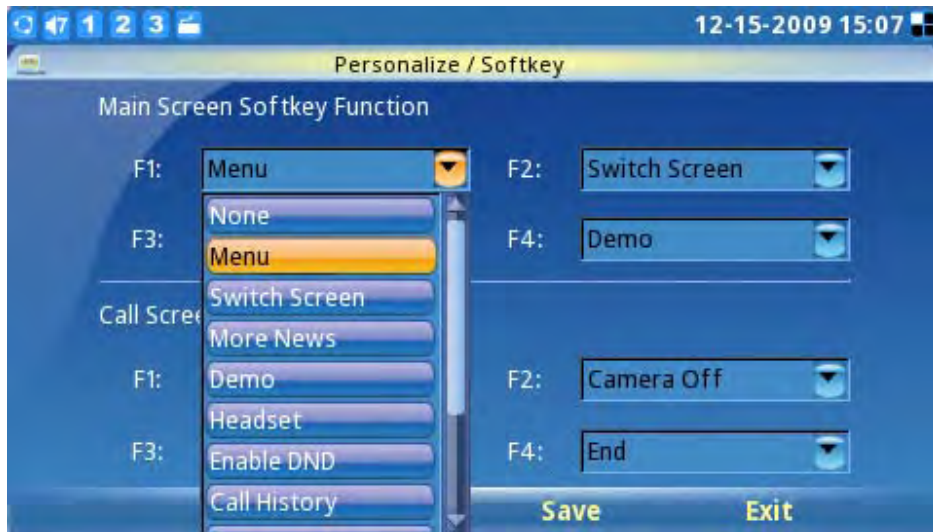 1 2 3 12-15-2009 15:07
Personalize / Softkey
Main Screen Softkey Function
F1: Menu F2: Switch Screen
None
F3: F4: Demo
Menu
Switch Screen
Call
More News
F1: Demo F2: Camera Off
Headset
F3: Enable DND F4: End
Call History
Save Exit